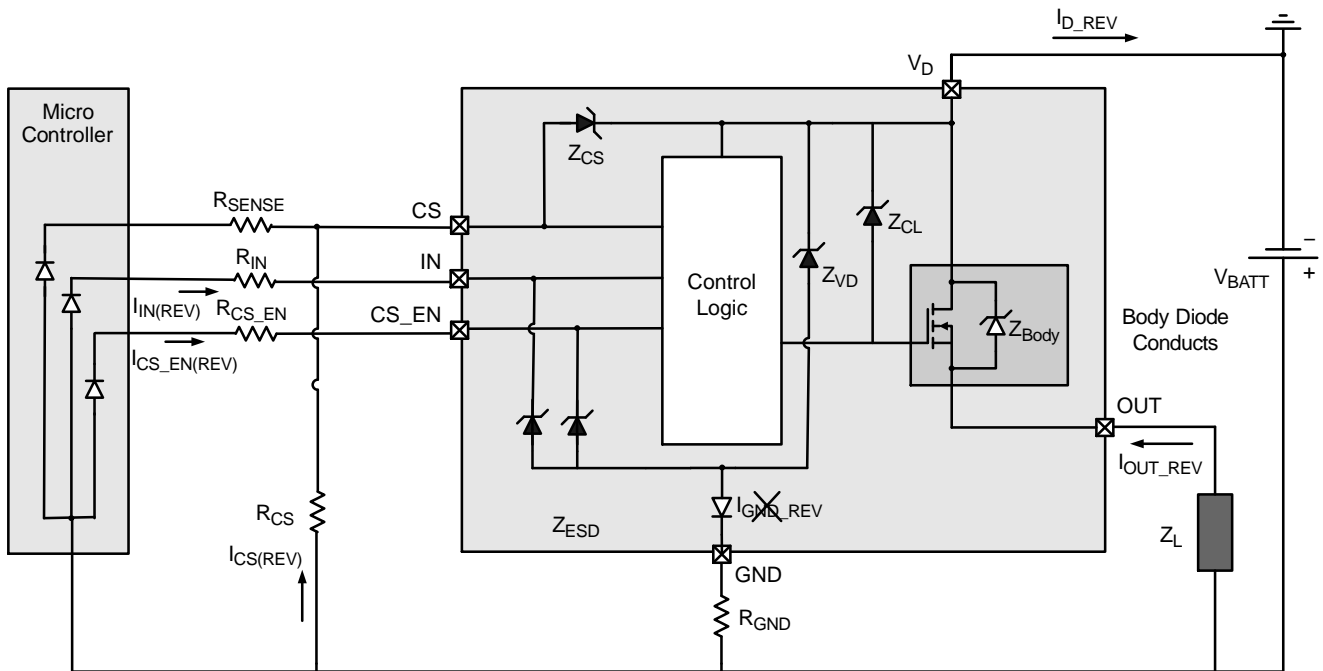 I_D_REV
V_D
Micro
Controller
Z_CS
R_SENSE
CS
Z_CL
R_IN
IN
Z_VD
Control
Logic
I_IN(REV)
R_CS_EN
CS_EN
V_BATT
−
+
Z_Body
Body Diode
Conducts
I_CS_EN(REV)
OUT
I_OUT_REV
R_CS
I_GND_REV
Z_ESD
Z_L
I_CS(REV)
GND
R_GND